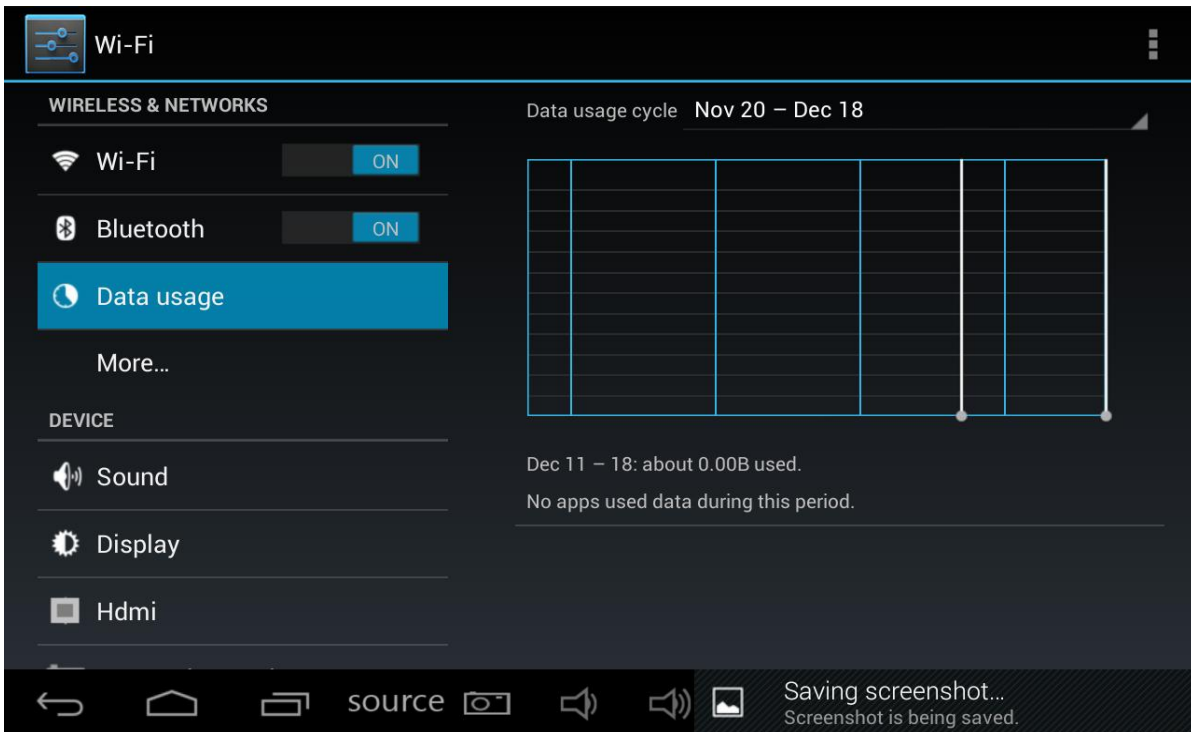 Wi-Fi
WIRELESS & NETWORKS
Wi-Fi ON
Bluetooth ON
Data usage
More...
DEVICE
Sound
Display
Hdmi
Data usage cycle Nov 20 – Dec 18
Dec 11 – 18: about 0.00B used.
No apps used data during this period.
source
Saving screenshot...
Screenshot is being saved.